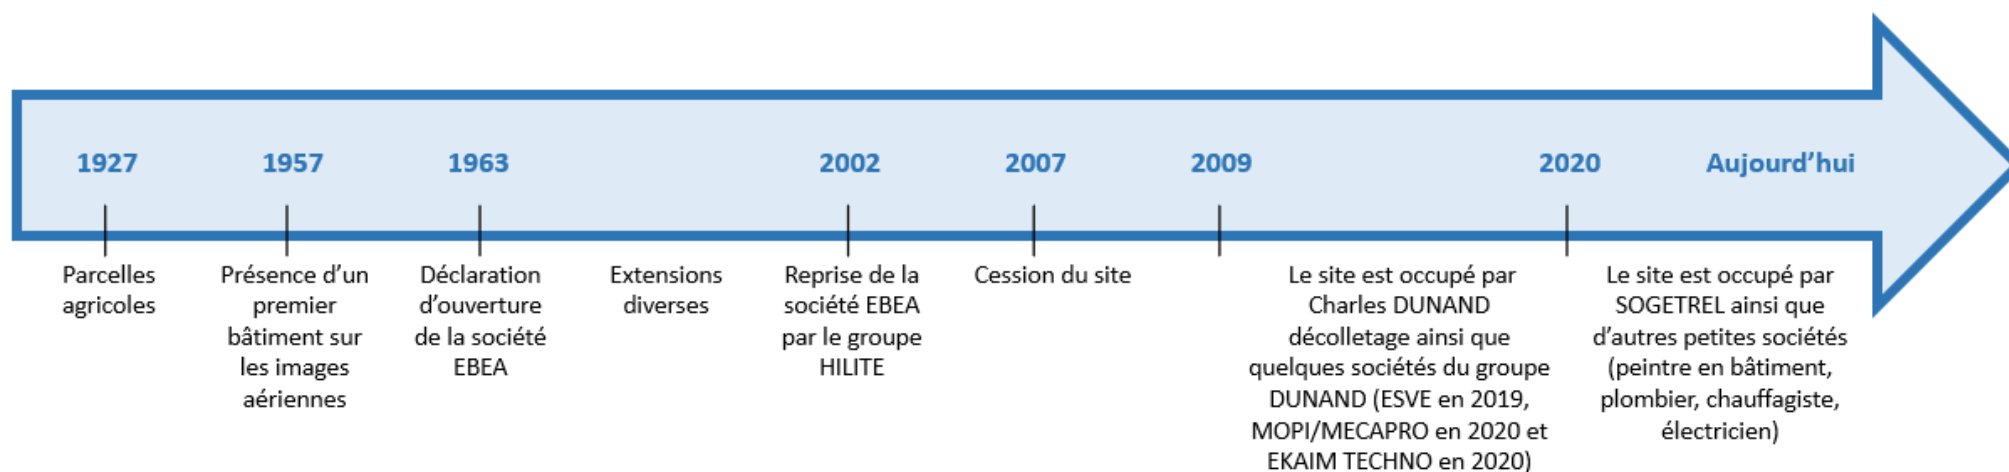 1927
1957
1963
2002
2007
2009
2020
Aujourd’hui
Parcelles
agricoles
Présence d’un
premier
bâtiment sur
les images
aériennes
Déclaration
d’ouverture
de la société
EBEA
Extensions
diverses
Reprise de la
société EBEA
par le groupe
HILITE
Cession du site
Le site est occupé par
Charles DUNAND
décolletage ainsi que
quelques sociétés du groupe
DUNAND (ESVE en 2019,
MOPI/MECAPRO en 2020 et
EKAIM TECHNO en 2020)
Le site est occupé par
SOGETREL ainsi que
d’autres petites sociétés
(peintre en bâtiment,
plombier, chauffagiste,
électricien)